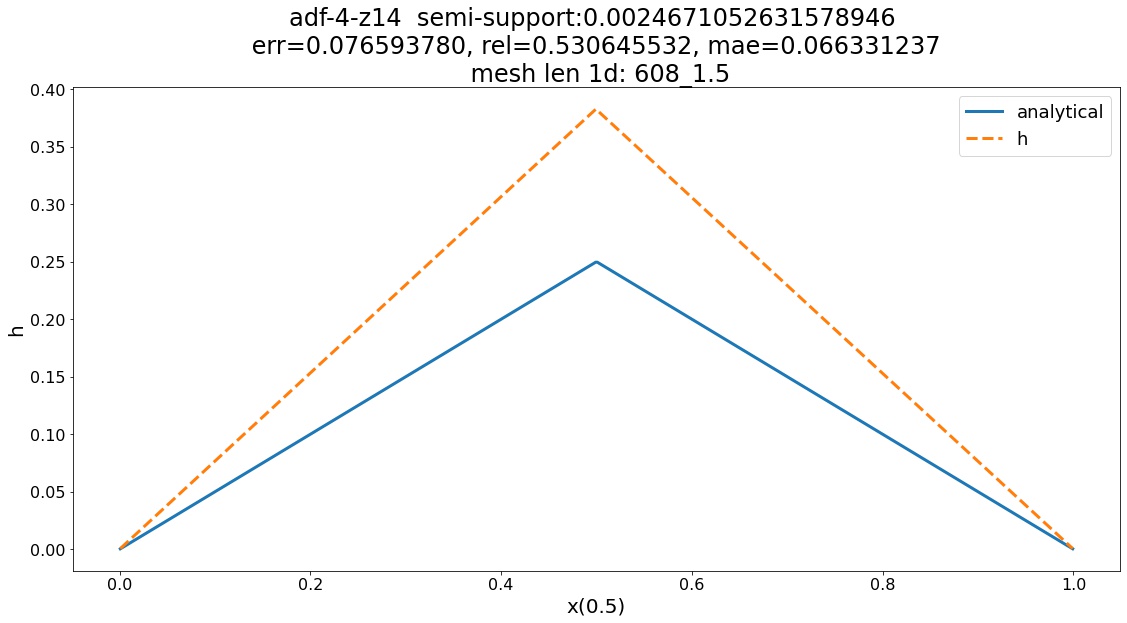 adf-4-z14  semi-support:0.0024671052631578946
err=0.076593780, rel=0.530645532, mae=0.066331237
mesh len 1d: 608_1.5
analytical
h
0.40
0.35
0.30
0.25
0.20
0.15
0.10
0.05
0.00
h
0.0 0.2 0.4 0.6 0.8 1.0
x(0.5)